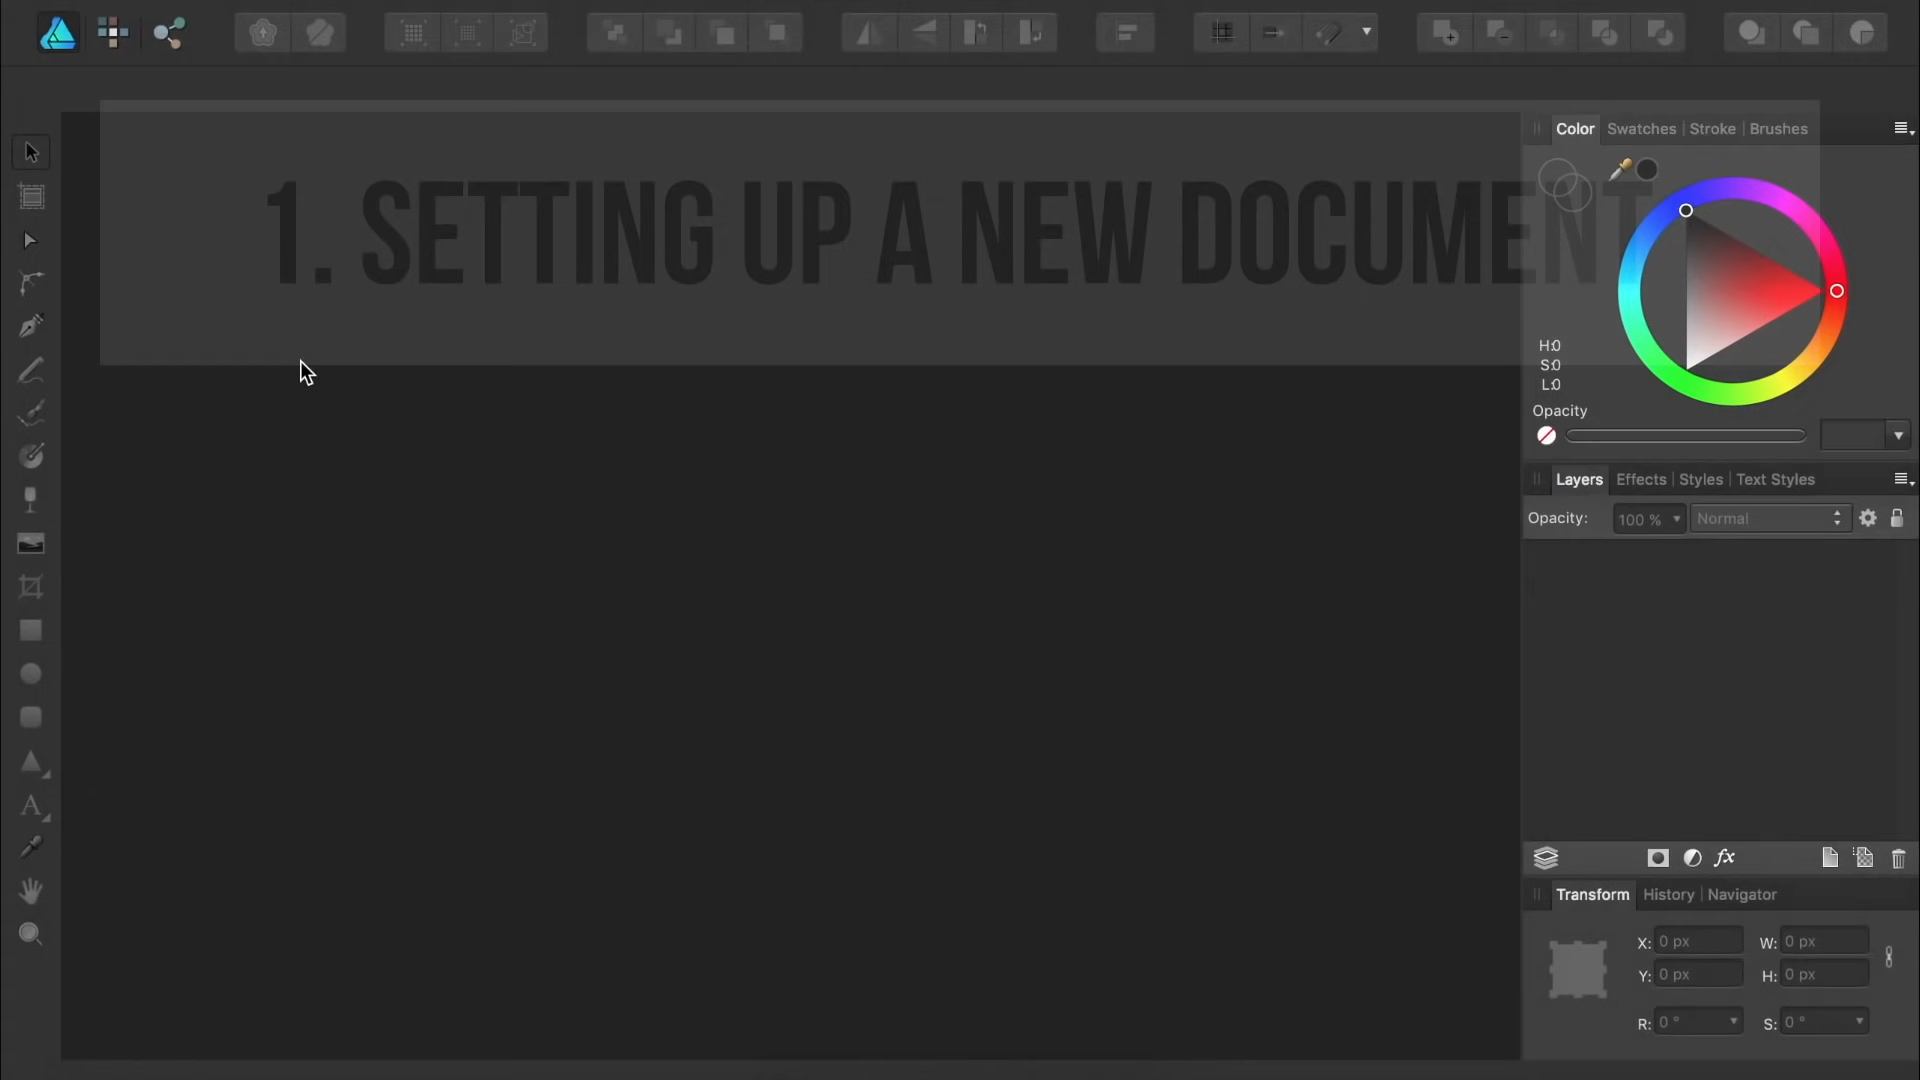 1. SETTING UP A NEW DOCUMENT
Color Swatches Stroke Brushes
H:0
S:0
L:0
Opacity
Layers Effects Styles Text Styles
Opacity: 100 % Normal
fx
Transform History Navigator
X: 0 px W: 0 px
Y: 0 px H: 0 px
R: 0 ° S: 0 °
A